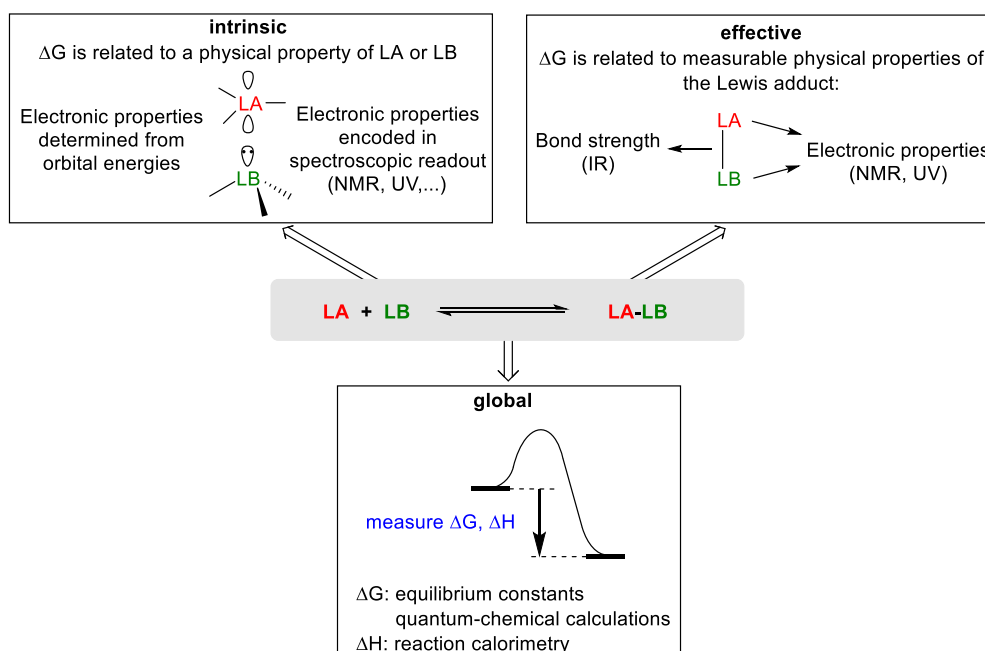 intrinsic
ΔG is related to a physical property of LA or LB
Electronic properties
determined from
orbital energies
LA
LB
Electronic properties
encoded in
spectroscopic readout
(NMR, UV,...)
effective
ΔG is related to measurable physical properties of
the Lewis adduct:
Bond strength
(IR)
LA
LB
Electronic properties
(NMR, UV)
LA + LB LA-LB
global
measure ΔG, ΔH
ΔG: equilibrium constants
quantum-chemical calculations
ΔH: reaction calorimetry